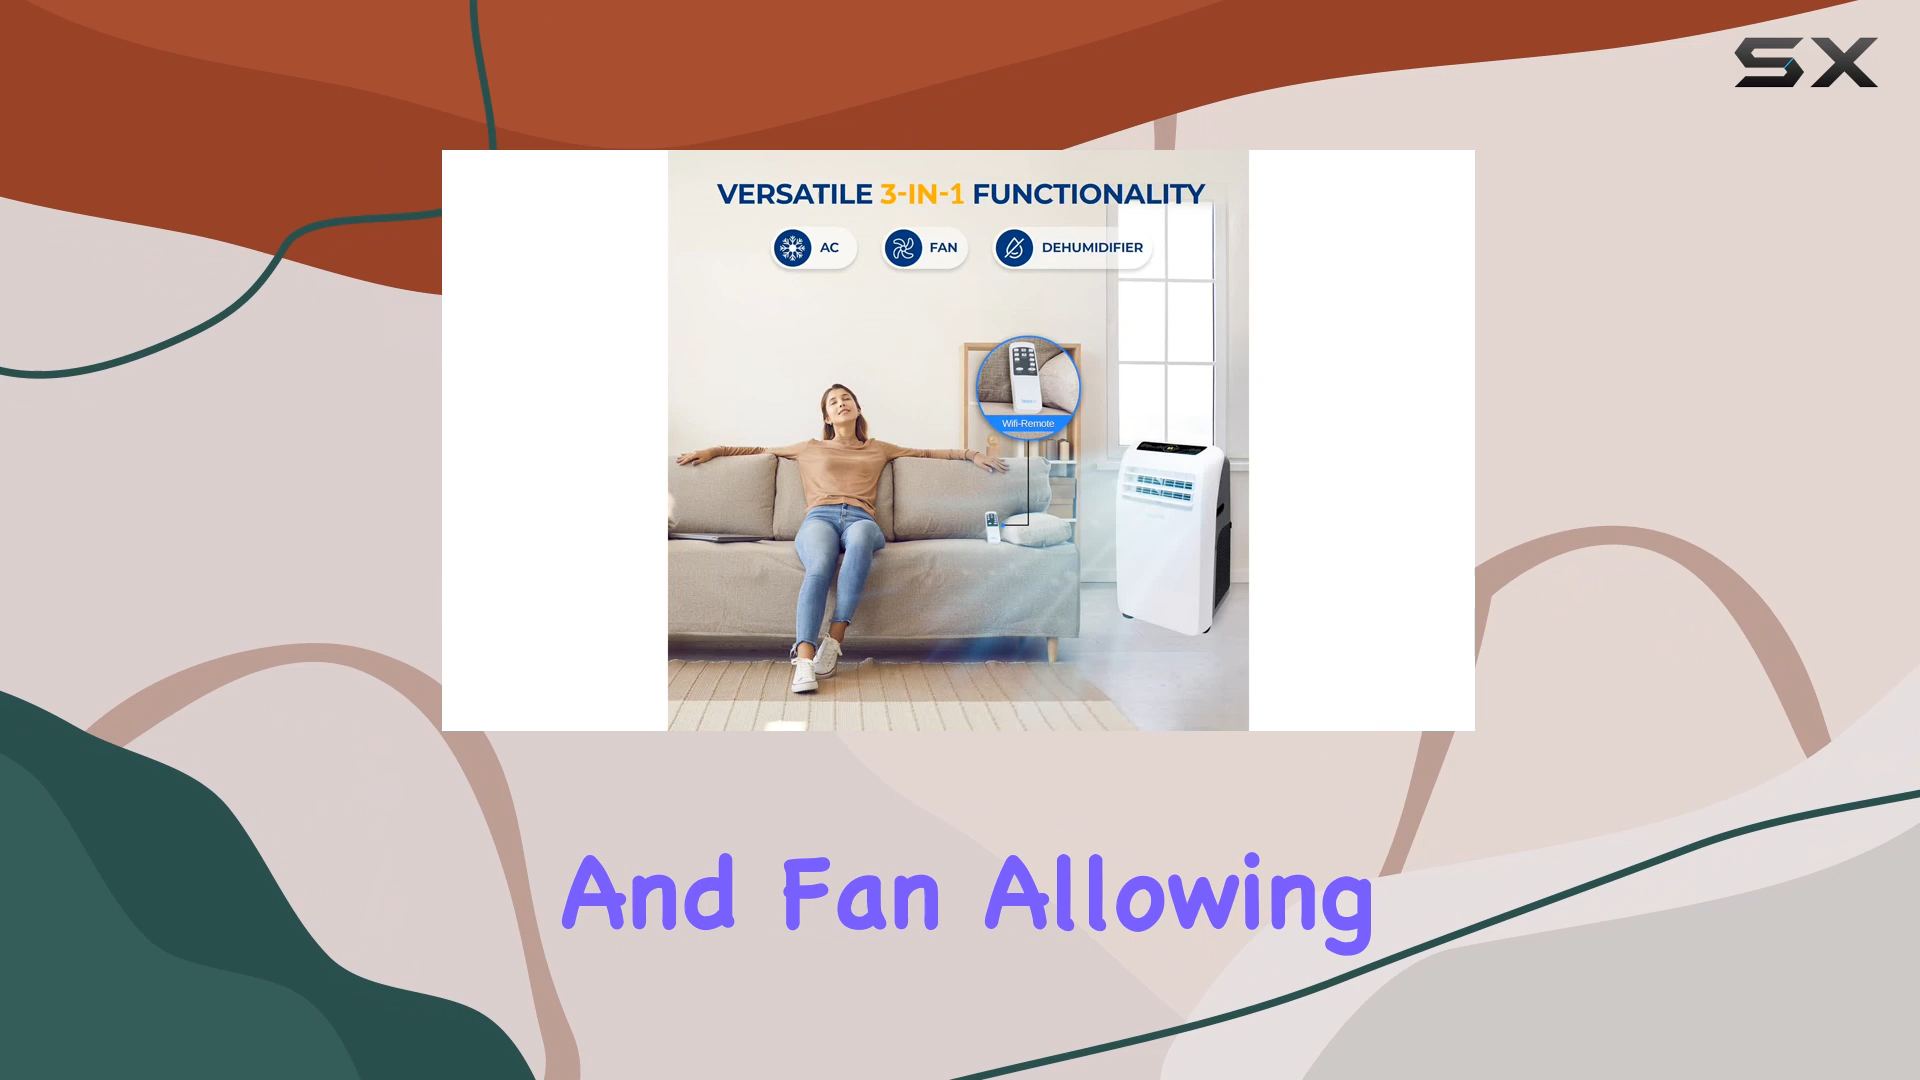 SX
VERSATILE 3-IN-1 FUNCTIONALITY
AC
FAN
DEHUMIDIFIER
Wifi-Remote
And Fan Allowing